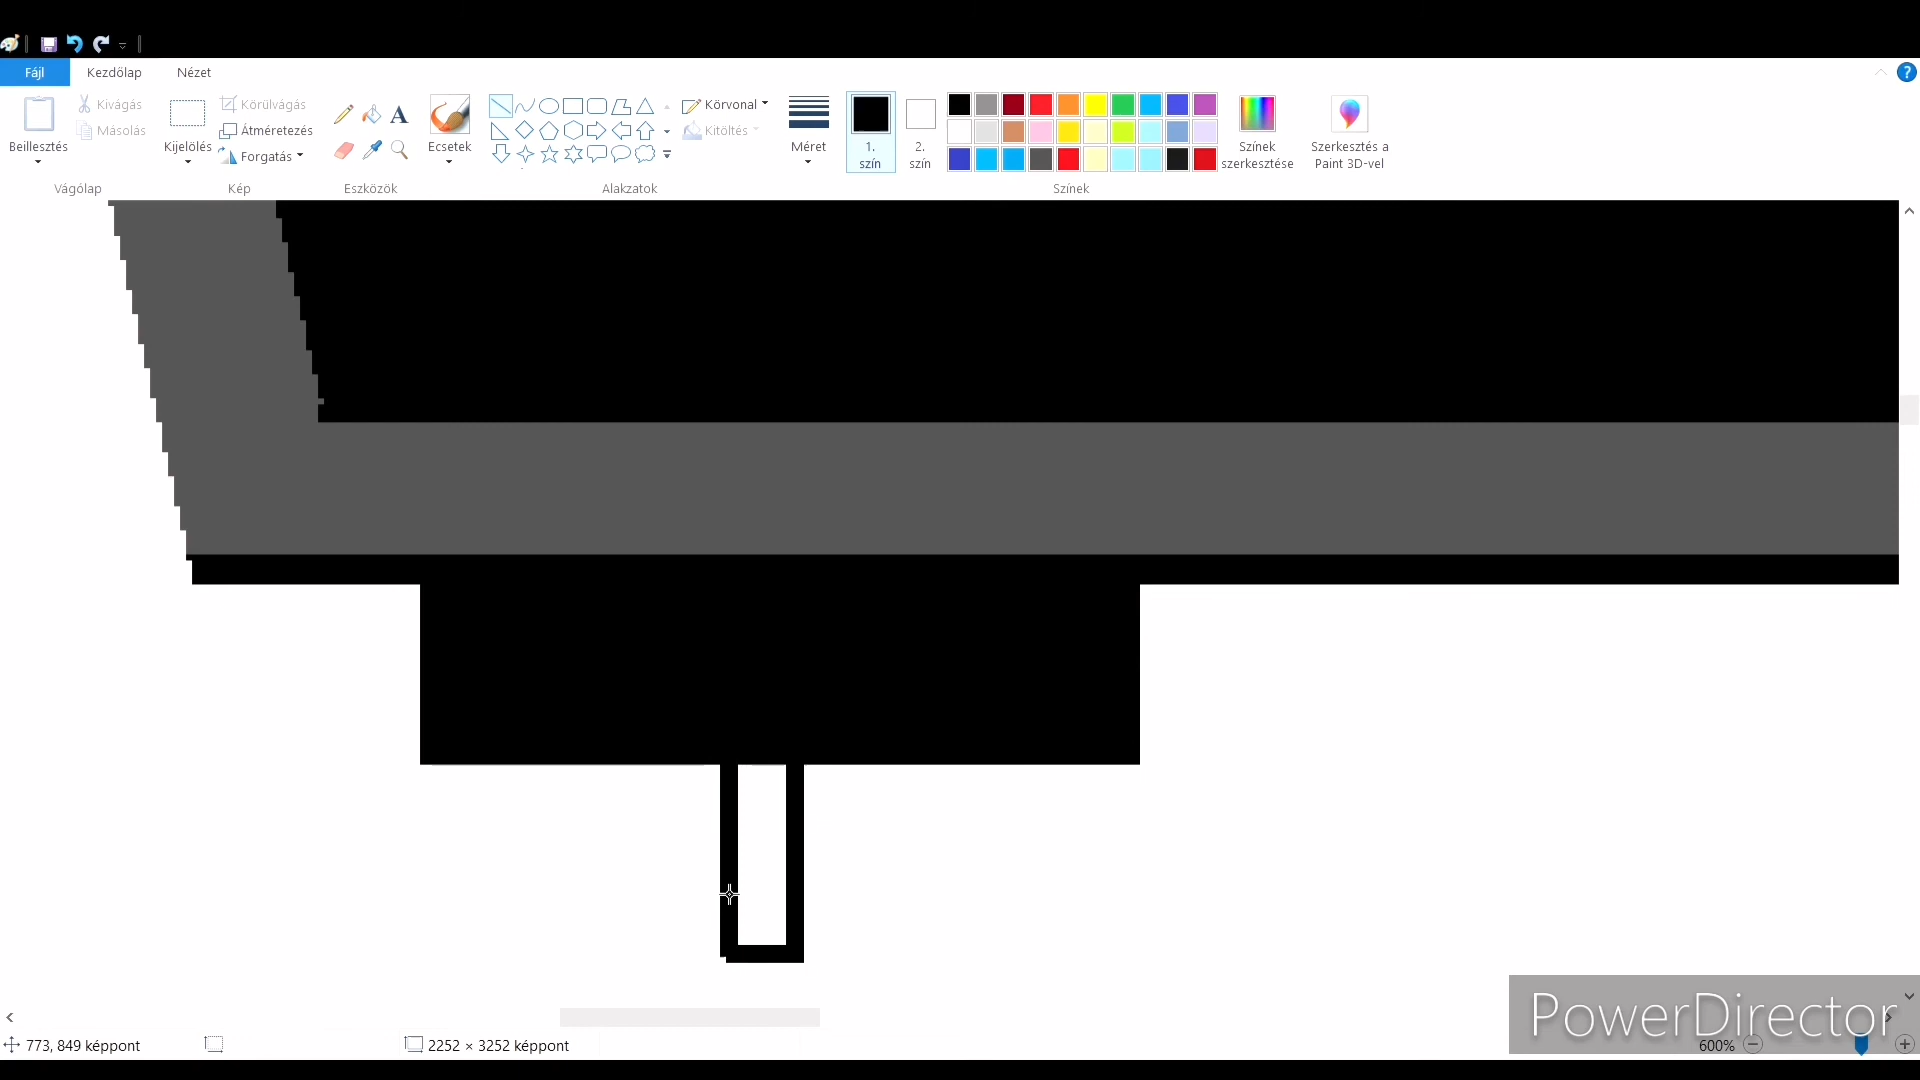 Fájl Kezdőlap Nézet ?
Kivágás Körülvágás Körvonal
Másolás Átméretezés Kitöltés
Beillesztés Kijelölés Forgatás A Ecsetek Méret 1. szín 2. szín Színek szerkesztése Szerkesztés a Paint 3D-vel
Vágólap Kép Eszközök Alakzatok Színek
PowerDirector
773, 849 képpont 2252 × 3252 képpont 600%